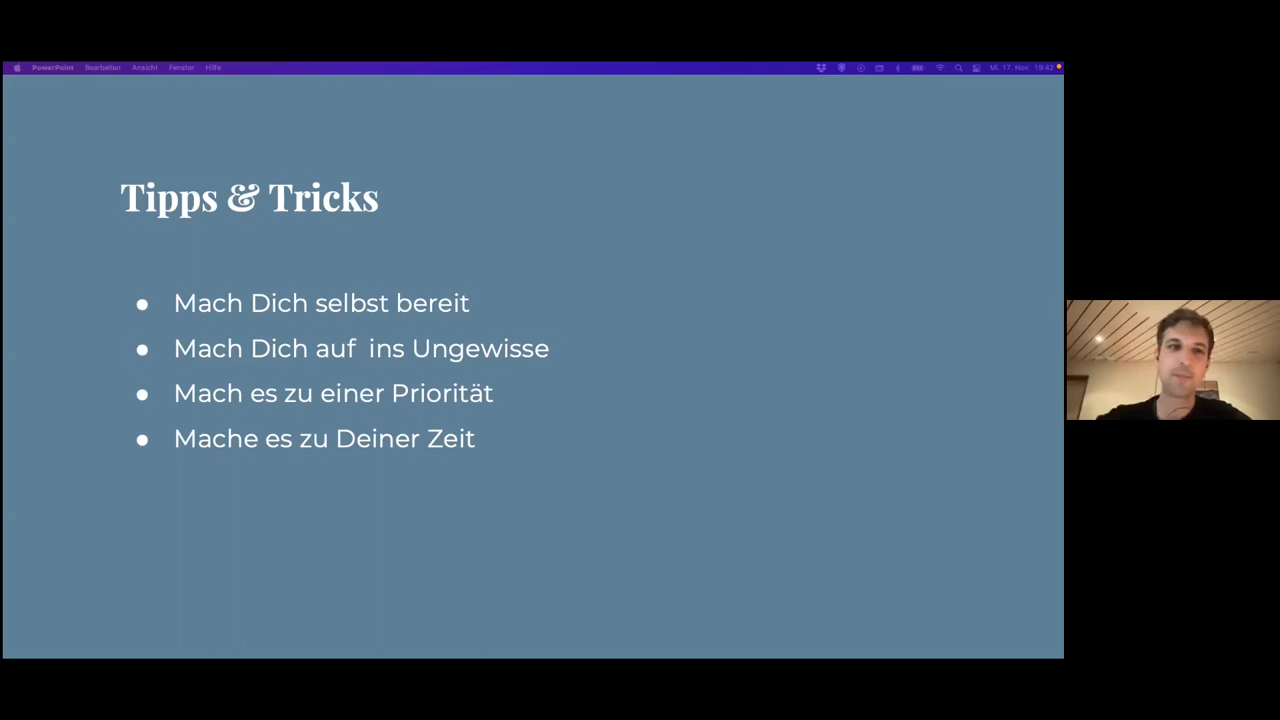 PowerPoint Bearbeiten Ansicht Fenster Hilfe
Mi. 17. Nov. 19:42
Tipps & Tricks
● Mach Dich selbst bereit
● Mach Dich auf  ins Ungewisse
● Mach es zu einer Priorität
● Mache es zu Deiner Zeit